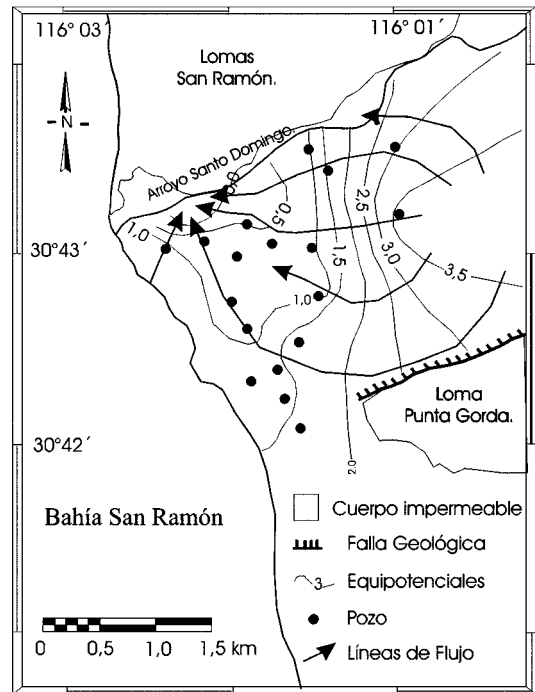 116° 03´
116° 01´
Lomas
San Ramón.
N
Arroyo Santo Domingo.
0,5
0,5
2,5
1,0
1,5
3,0
3,5
30°43´
1,0
Loma
Punta Gorda.
30°42´
2.0
Bahía San Ramón
Cuerpo impermeable
Falla Geológica
3
Equipotenciales
Pozo
Líneas de Flujo
0 0,5 1,0 1,5 km